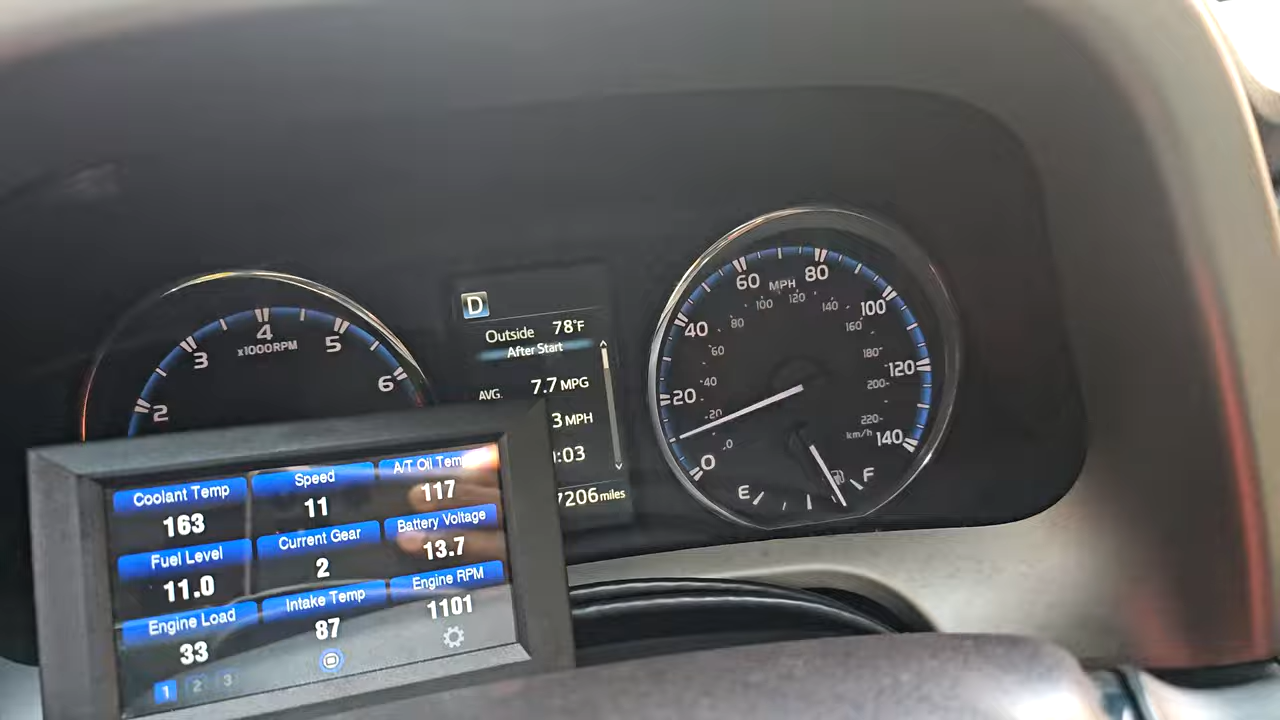 2
3
4
5
6
x1000RPM
D
Outside 78°F
After Start
AVG. 7.7 MPG
3 MPH
:03
7206 miles
0
20
40
60
80
100
120
140
MPH
0
20
40
60
80
100
120
140
160
180
200
220
km/h
E
F
Coolant Temp
163
Speed
11
A/T Oil Temp
117
Fuel Level
11.0
Current Gear
2
Battery Voltage
13.7
Engine Load
33
Intake Temp
87
Engine RPM
1101
1 2 3